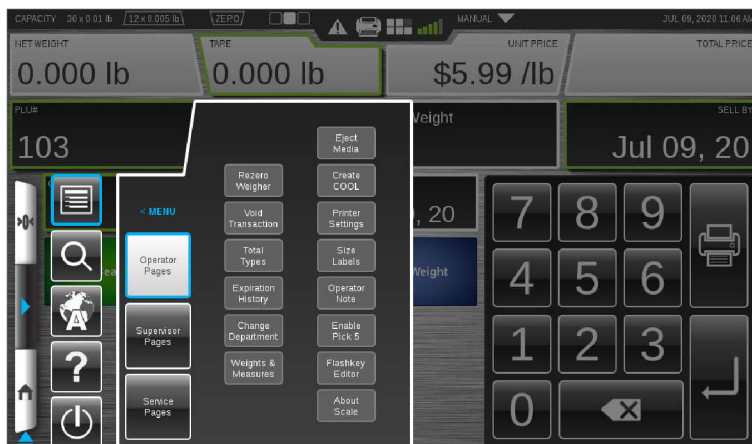 CAPACITY 30 x 0.01 lb 12 x 0.005 lb ZERO MANUAL JUL 09, 2020 11:06 AM
NET WEIGHT TAPE UNIT PRICE TOTAL PRICE
0.000 lb 0.000 lb $5.99 /lb
PLU# Weight SELL BY
103 Jul 09, 20
Eject
Media
Rezero
Weigher
Create
COOL
< MENU
Void
Transaction
Printer
Settings
, 20
Operator
Pages
Total
Types
Size
Labels
Expiration
History
Operator
Note
Weight
Supervisor
Pages
Change
Department
Enable
Pick 5
Weights &
Measures
Flashkey
Editor
Service
Pages
About
Scale
7 8 9
4 5 6
1 2 3
0
A
?